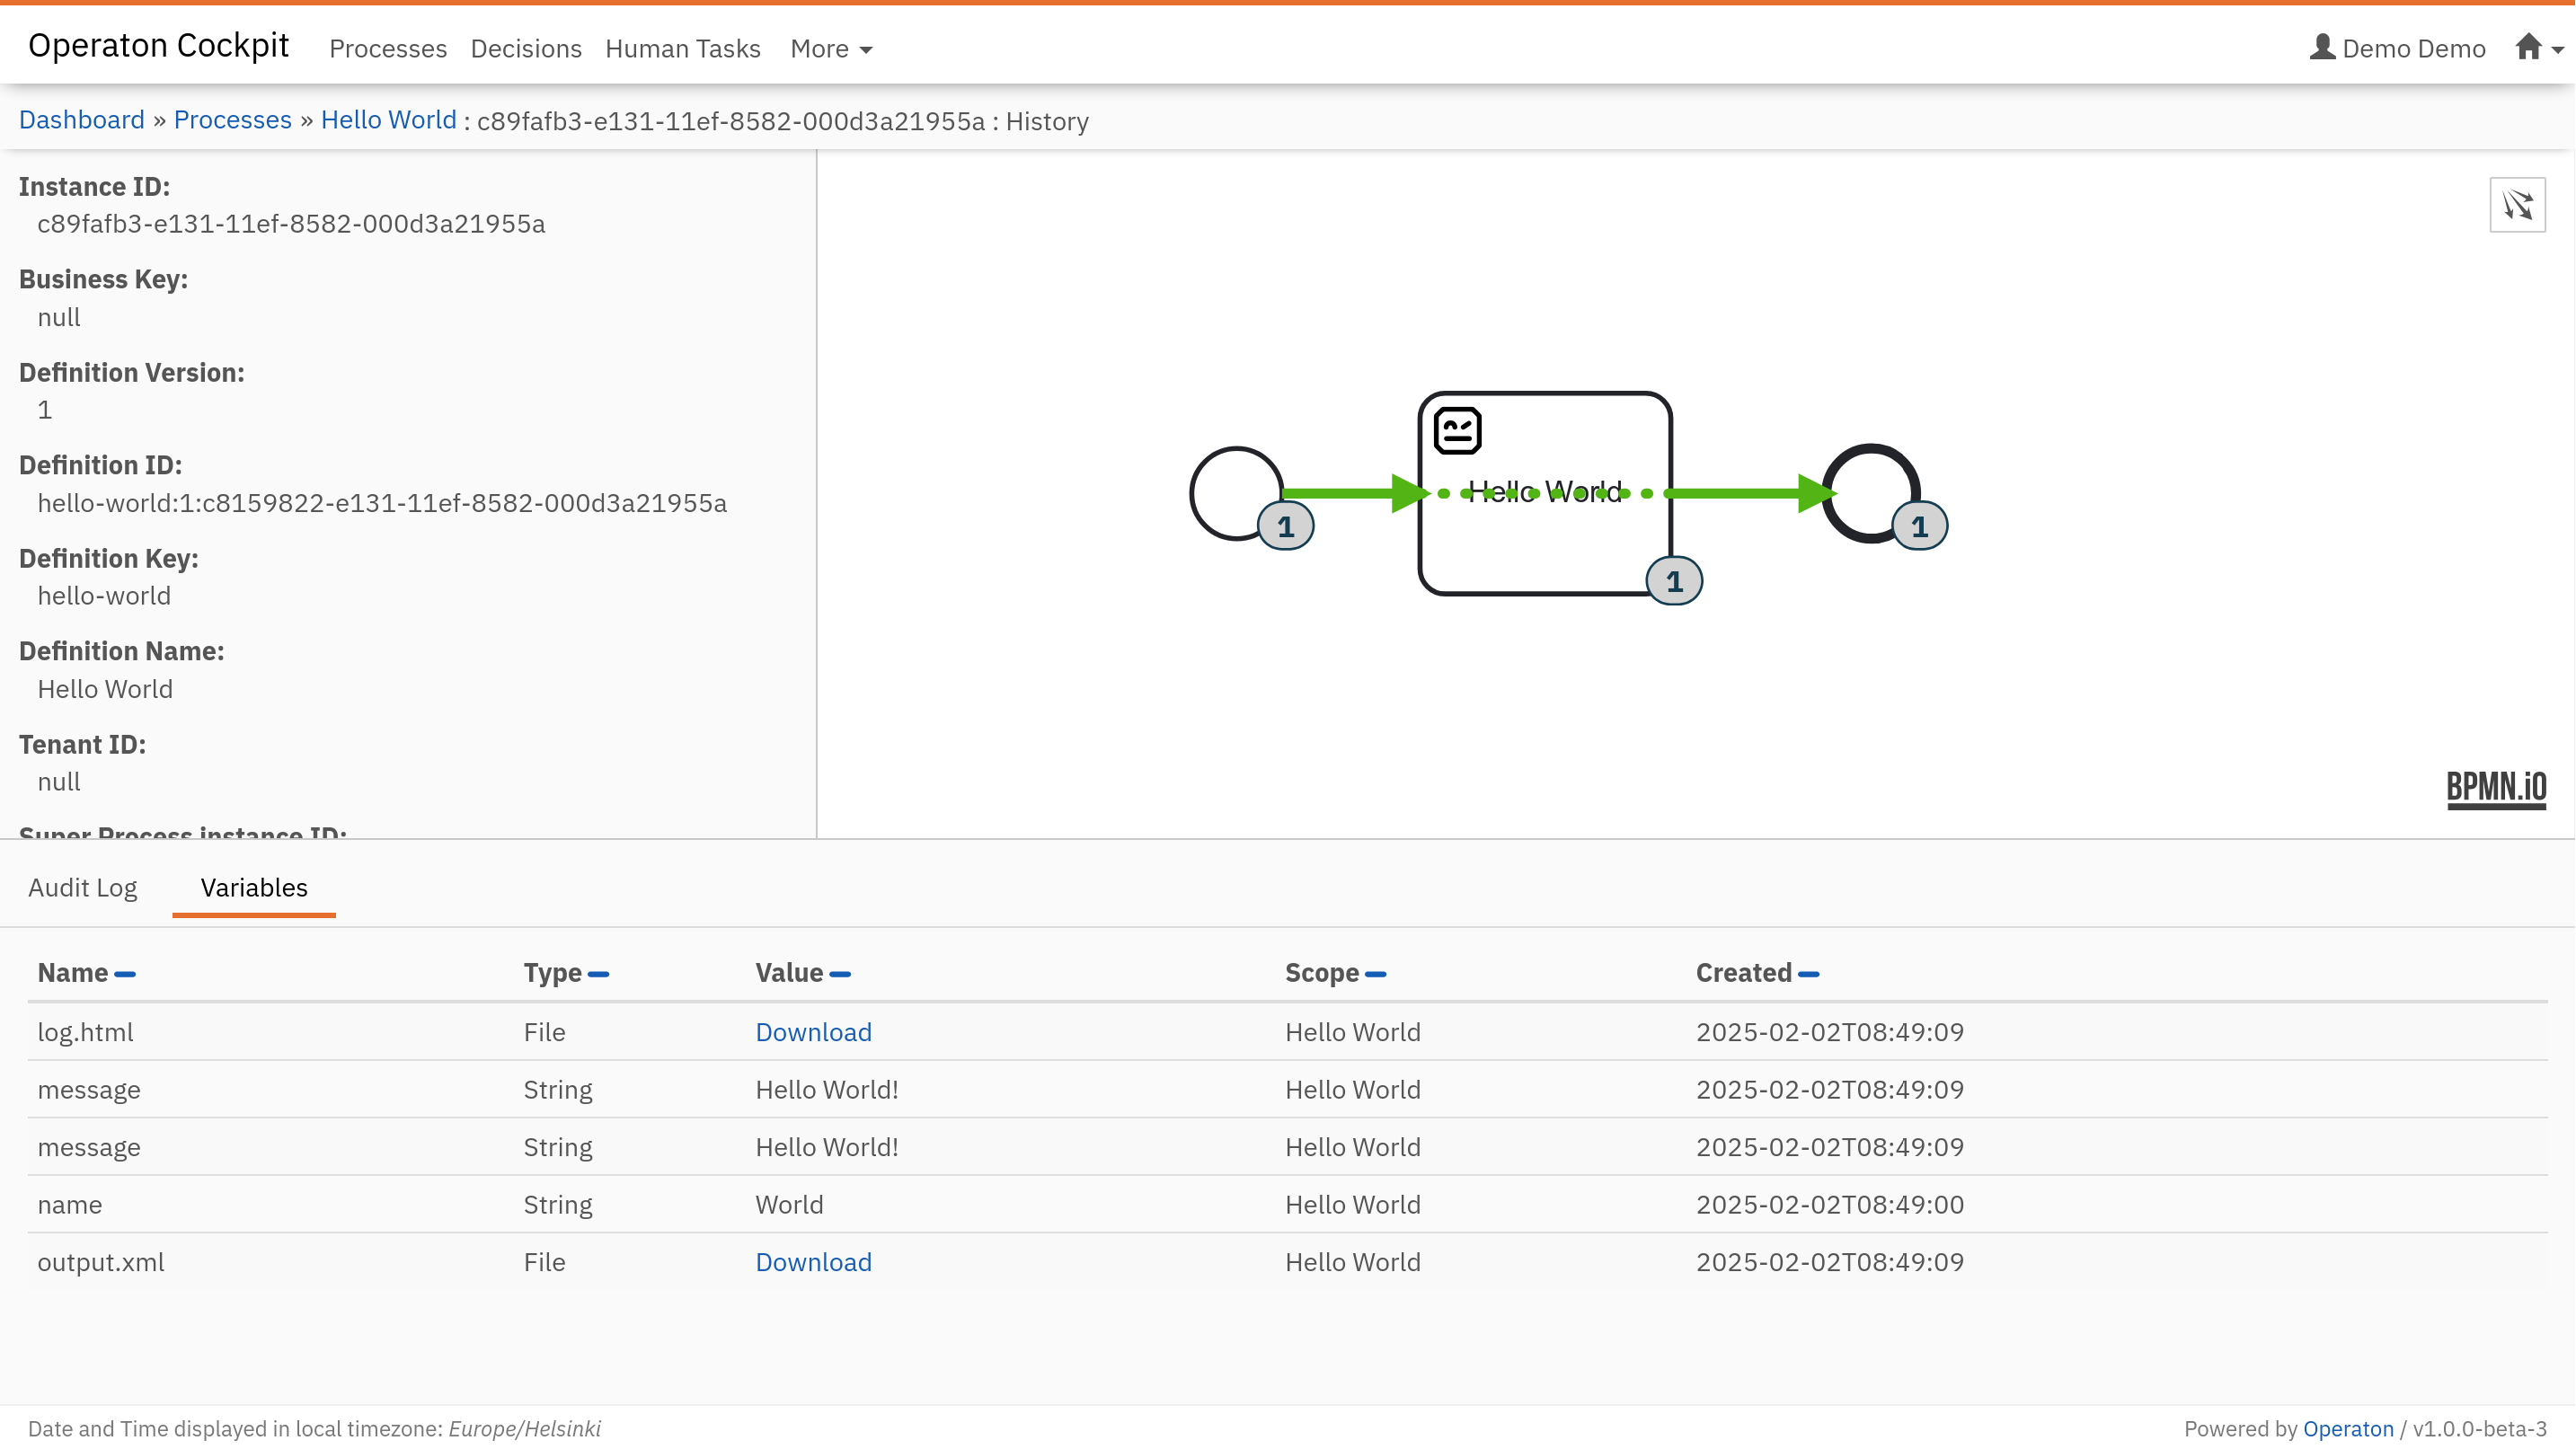 Operaton Cockpit Processes Decisions Human Tasks More Demo Demo
Dashboard » Processes » Hello World : c89fafb3-e131-11ef-8582-000d3a21955a : History
Instance ID:
c89fafb3-e131-11ef-8582-000d3a21955a
Business Key:
null
Definition Version:
1
Definition ID:
hello-world:1:c8159822-e131-11ef-8582-000d3a21955a
Definition Key:
hello-world
Definition Name:
Hello World
Tenant ID:
null
Super Process instance ID:
Hello World
1
1
1
BPMN.iO
Audit Log Variables
Name Type Value Scope Created
log.html File Download Hello World 2025-02-02T08:49:09
message String Hello World! Hello World 2025-02-02T08:49:09
message String Hello World! Hello World 2025-02-02T08:49:09
name String World Hello World 2025-02-02T08:49:00
output.xml File Download Hello World 2025-02-02T08:49:09
Date and Time displayed in local timezone: Europe/Helsinki Powered by Operaton / v1.0.0-beta-3